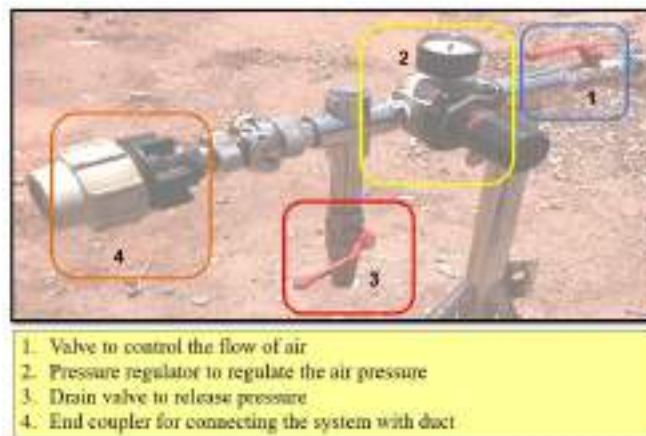 2
1
4
3
1. Valve to control the flow of air
2. Pressure regulator to regulate the air pressure
3. Drain valve to release pressure
4. End coupler for connecting the system with duct